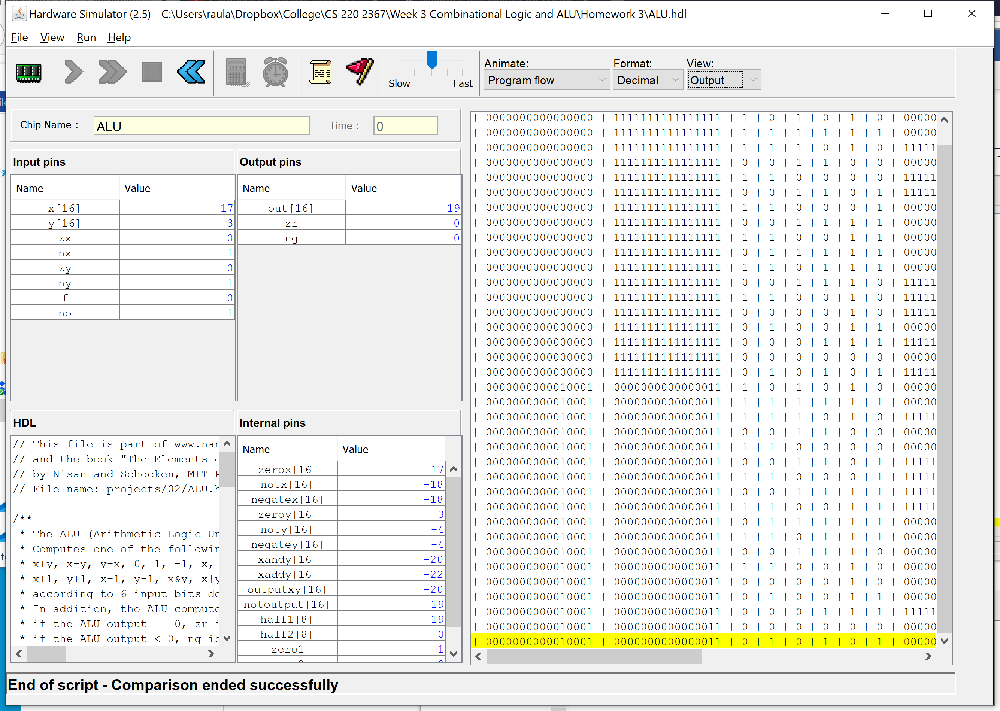 Hardware Simulator (2.5) - C:\Users\raula\Dropbox\College\CS 220 2367\Week 3 Combinational Logic and ALU\Homework 3\ALU.hdl
File View Run Help
Slow Fast
Animate:
Program flow
Format:
Decimal
View:
Output
Chip Name : ALU Time : 0
Input pins
Name Value
x[16] 17
y[16] 3
zx 0
nx 1
zy 0
ny 1
f 0
no 1
Output pins
Name Value
out[16] 19
zr 0
ng 0
HDL
// This file is part of www.nan
// and the book "The Elements o
// by Nisan and Schocken, MIT P
// File name: projects/02/ALU.h
/**
* The ALU (Arithmetic Logic Un
* Computes one of the followin
* x+y, x-y, y-x, 0, 1, -1, x,
* x+1, y+1, x-1, y-1, x&y, x|y
* according to 6 input bits de
* In addition, the ALU compute
* if the ALU output == 0, zr i
* if the ALU output < 0, ng is
Internal pins
Name Value
zerox[16] 17
notx[16] -18
negatex[16] -18
zeroy[16] 3
noty[16] -4
negatey[16] -4
xandy[16] -20
xaddy[16] -22
outputxy[16] -20
notoutput[16] 19
half1[8] 19
half2[8] 0
zero1 1
| 0000000000000000 | 1111111111111111 | 1 | 0 | 1 | 0 | 1 | 0 | 00000
| 0000000000000000 | 1111111111111111 | 1 | 1 | 1 | 1 | 1 | 1 | 00000
| 0000000000000000 | 1111111111111111 | 1 | 1 | 1 | 0 | 1 | 0 | 11111
| 0000000000000000 | 1111111111111111 | 0 | 0 | 1 | 1 | 0 | 0 | 00000
| 0000000000000000 | 1111111111111111 | 1 | 1 | 0 | 0 | 0 | 0 | 11111
| 0000000000000000 | 1111111111111111 | 0 | 0 | 1 | 1 | 0 | 1 | 11111
| 0000000000000000 | 1111111111111111 | 1 | 1 | 0 | 0 | 0 | 1 | 00000
| 0000000000000000 | 1111111111111111 | 0 | 0 | 1 | 1 | 1 | 1 | 00000
| 0000000000000000 | 1111111111111111 | 1 | 1 | 0 | 0 | 1 | 1 | 00000
| 0000000000000000 | 1111111111111111 | 0 | 1 | 1 | 1 | 1 | 1 | 00000
| 0000000000000000 | 1111111111111111 | 1 | 1 | 0 | 1 | 1 | 1 | 00000
| 0000000000000000 | 1111111111111111 | 0 | 0 | 1 | 1 | 1 | 0 | 11111
| 0000000000000000 | 1111111111111111 | 1 | 1 | 0 | 0 | 1 | 0 | 11111
| 0000000000000000 | 1111111111111111 | 0 | 0 | 0 | 0 | 1 | 0 | 11111
| 0000000000000000 | 1111111111111111 | 0 | 1 | 0 | 0 | 1 | 1 | 00000
| 0000000000000000 | 1111111111111111 | 0 | 0 | 0 | 1 | 1 | 1 | 11111
| 0000000000000000 | 1111111111111111 | 0 | 0 | 0 | 0 | 0 | 0 | 00000
| 0000000000000000 | 1111111111111111 | 0 | 1 | 0 | 1 | 0 | 1 | 11111
| 0000000000010001 | 0000000000000011 | 1 | 0 | 1 | 0 | 1 | 0 | 00000
| 0000000000010001 | 0000000000000011 | 1 | 1 | 1 | 1 | 1 | 1 | 00000
| 0000000000010001 | 0000000000000011 | 1 | 1 | 1 | 0 | 1 | 0 | 11111
| 0000000000010001 | 0000000000000011 | 0 | 0 | 1 | 1 | 0 | 0 | 00000
| 0000000000010001 | 0000000000000011 | 1 | 1 | 0 | 0 | 0 | 0 | 00000
| 0000000000010001 | 0000000000000011 | 0 | 0 | 1 | 1 | 0 | 1 | 11111
| 0000000000010001 | 0000000000000011 | 1 | 1 | 0 | 0 | 0 | 1 | 11111
| 0000000000010001 | 0000000000000011 | 0 | 0 | 1 | 1 | 1 | 1 | 11111
| 0000000000010001 | 0000000000000011 | 1 | 1 | 0 | 0 | 1 | 1 | 11111
| 0000000000010001 | 0000000000000011 | 0 | 1 | 1 | 1 | 1 | 1 | 00000
| 0000000000010001 | 0000000000000011 | 1 | 1 | 0 | 1 | 1 | 1 | 00000
| 0000000000010001 | 0000000000000011 | 0 | 0 | 1 | 1 | 1 | 0 | 00000
| 0000000000010001 | 0000000000000011 | 1 | 1 | 0 | 0 | 1 | 0 | 00000
| 0000000000010001 | 0000000000000011 | 0 | 0 | 0 | 0 | 1 | 0 | 00000
| 0000000000010001 | 0000000000000011 | 0 | 1 | 0 | 0 | 1 | 1 | 00000
| 0000000000010001 | 0000000000000011 | 0 | 0 | 0 | 1 | 1 | 1 | 11111
| 0000000000010001 | 0000000000000011 | 0 | 0 | 0 | 0 | 0 | 0 | 00000
| 0000000000010001 | 0000000000000011 | 0 | 1 | 0 | 1 | 0 | 1 | 00000
End of script - Comparison ended successfully